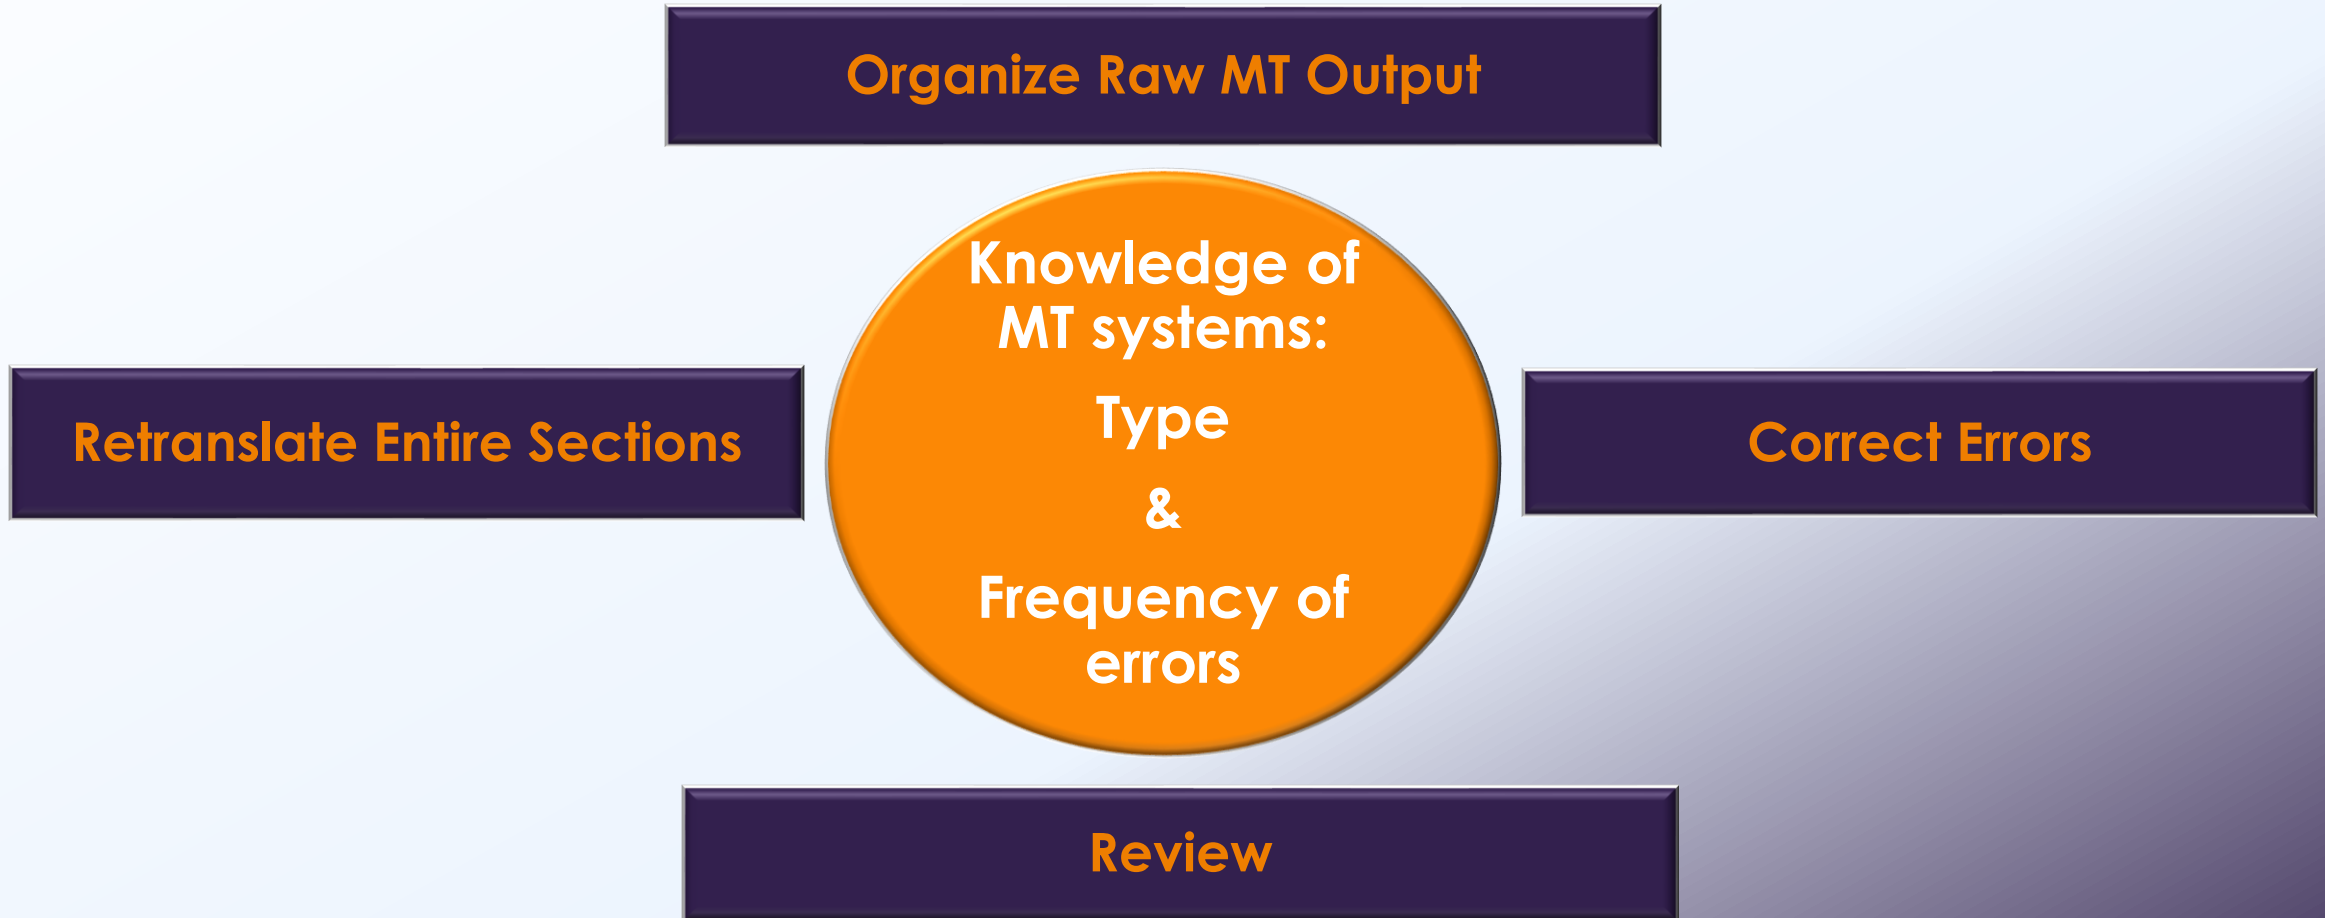 Organize Raw MT Output
Knowledge of
MT systems:
Type
&
Frequency of
errors
Retranslate Entire Sections
Correct Errors
Review